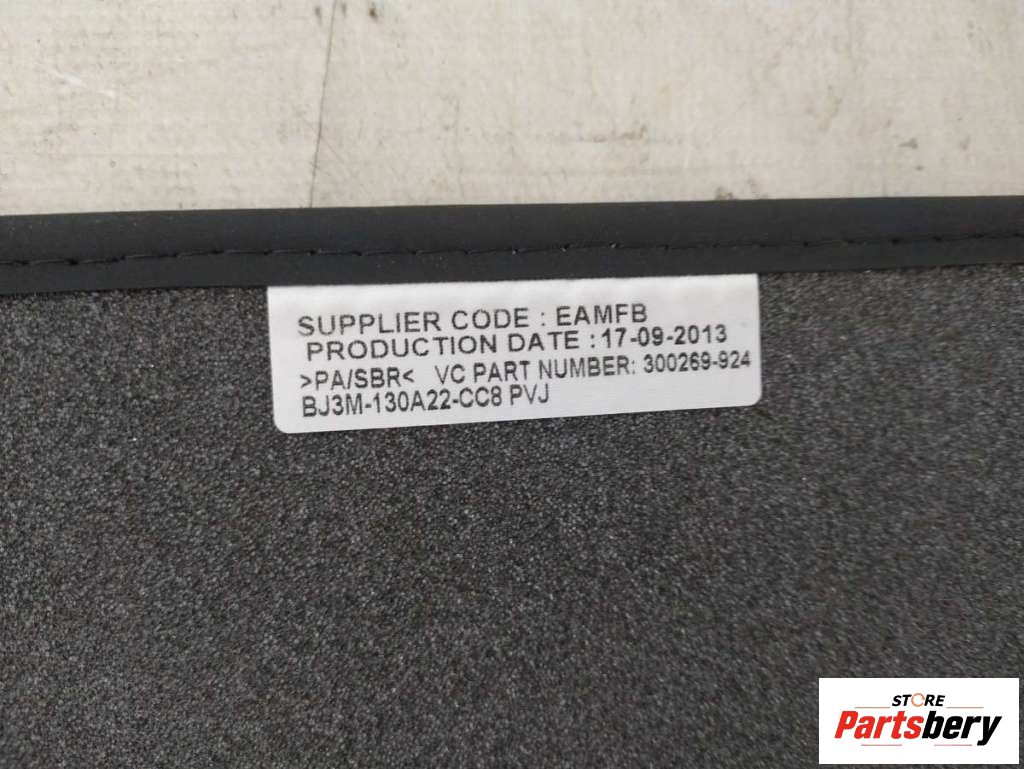 SUPPLIER CODE : EAMFB
PRODUCTION DATE : 17-09-2013
>PA/SBR< VC PART NUMBER: 300269-924
BJ3M-130A22-CC8 PVJ
STORE
Partsbery